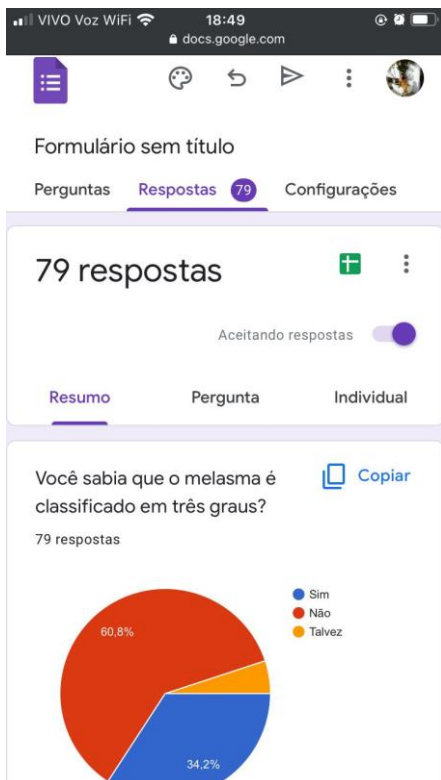 VIVO Voz WiFi 18:49
docs.google.com
Formulário sem título
Perguntas Respostas 79 Configurações
79 respostas
Aceitando respostas
Resumo Pergunta Individual
Você sabia que o melasma é Copiar
classificado em três graus?
79 respostas
Sim
Não
Talvez
60,8%
34,2%